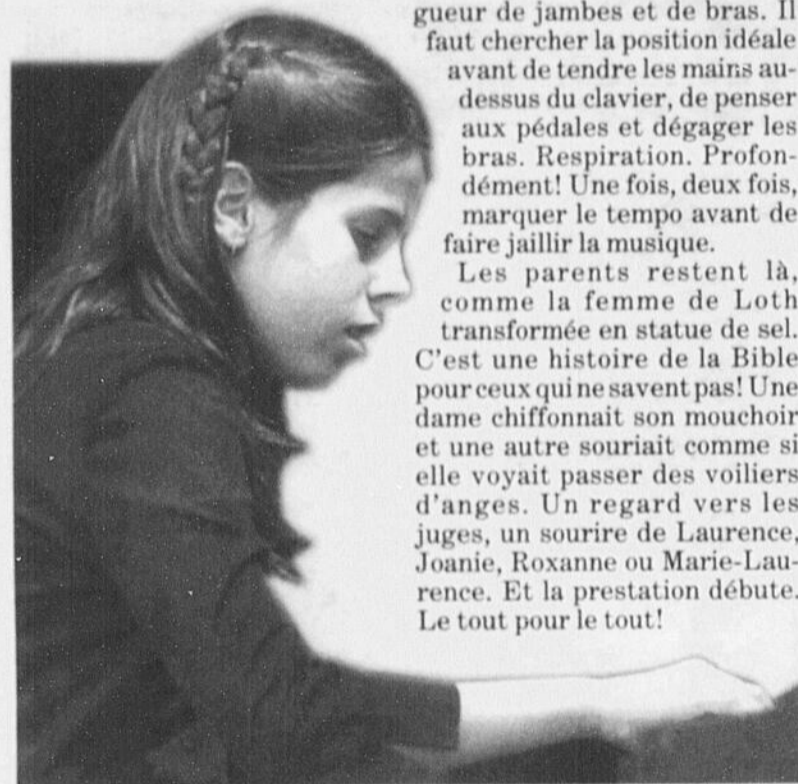 gueur de jambes et de bras. Il
faut chercher la position idéale
avant de tendre les mains au-
dessus du clavier, de penser
aux pédales et dégager les
bras. Respiration. Profon-
dément! Une fois, deux fois,
marquer le tempo avant de
faire jaillir la musique.
Les parents restent là,
comme la femme de Loth
transformée en statue de sel.
C'est une histoire de la Bible
pour ceux qui ne savent pas! Une
dame chiffonnait son mouchoir
et une autre souriait comme si
elle voyait passer des voiliers
d'anges. Un regard vers les
juges, un sourire de Laurence,
Joanie, Roxanne ou Marie-Lau-
rence. Et la prestation débute.
Le tout pour le tout!